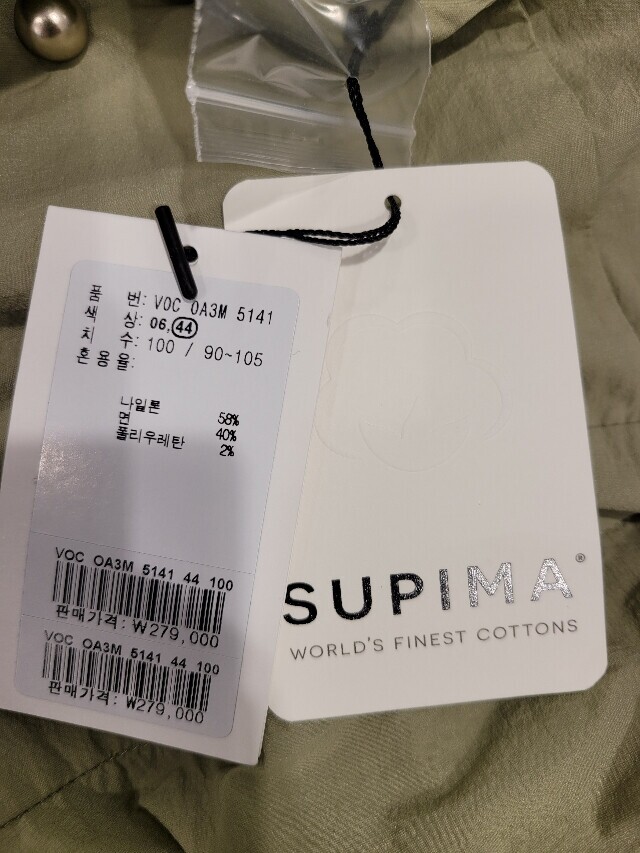 품 번: VOC OA3M 5141
색 상: 06, 44
치 수: 100 / 90~105
혼용율:
나일론 58%
면 40%
폴리우레탄 2%
VOC OA3M 5141 44 100
판매가격: ₩279,000
VOC OA3M 5141 44 100
판매가격: ₩279,000
SUPIMA®
WORLD'S FINEST COTTONS